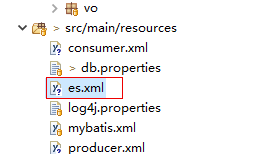 vo
src/main/resources
consumer.xml
> db.properties
es.xml
log4j.properties
mybatis.xml
producer.xml